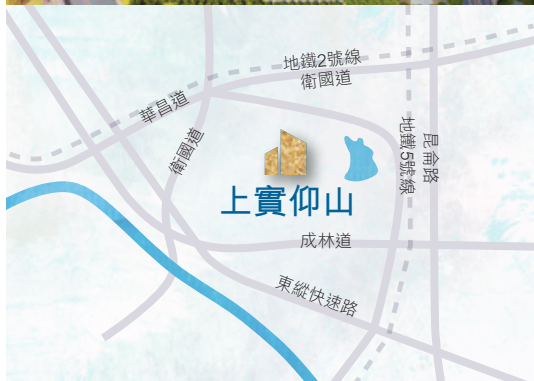 地鐵2號線
衛國道
華昌道
衛國道
地鐵5號線
昆侖路
上實仰山
成林道
東縱快速路